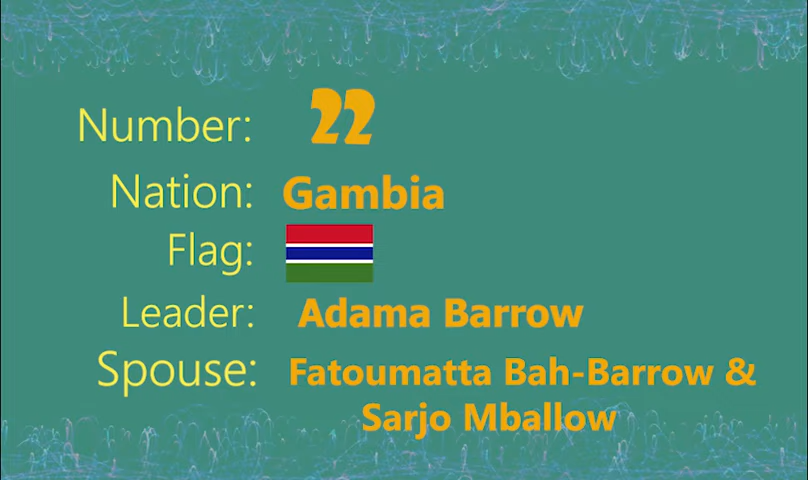 Number: 22
Nation: Gambia
Flag:
Leader: Adama Barrow
Spouse: Fatoumatta Bah-Barrow &
Sarjo Mballow